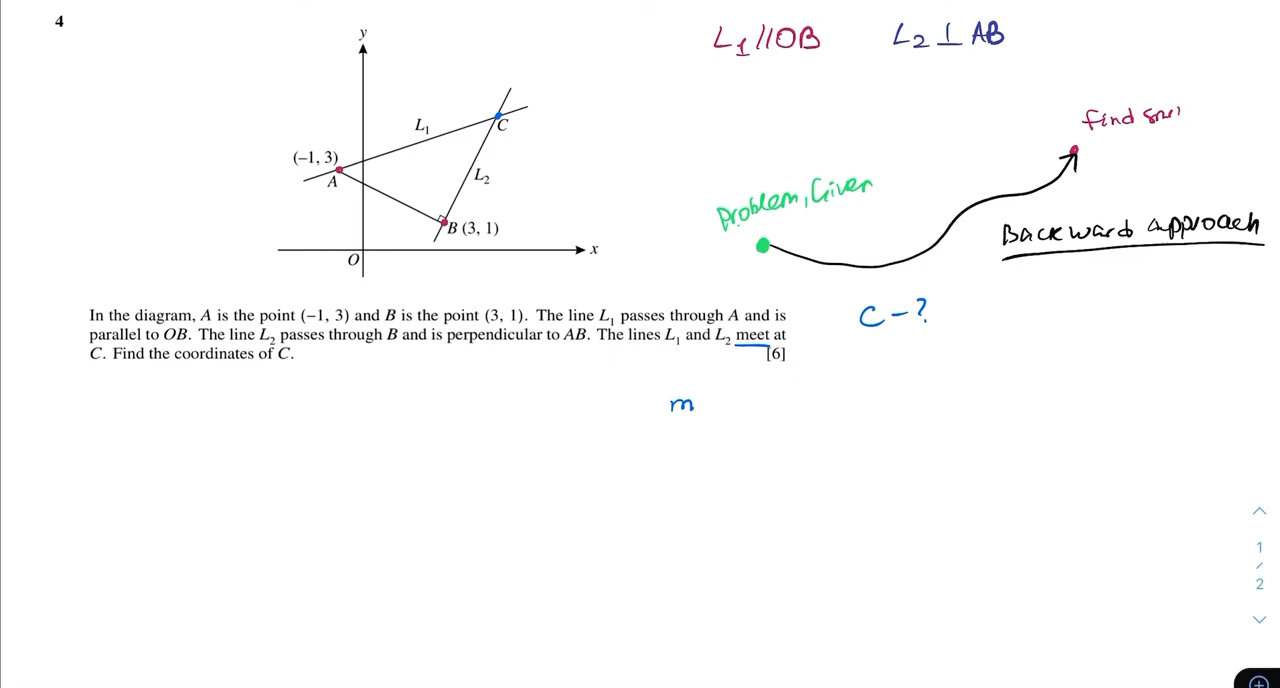 4
L₁//OB L₂⊥AB
y
Find
L₁
C
(−1, 3)
A
L₂
Problem, Given
B (3, 1)
Backward approach
x
O
In the diagram, A is the point (−1, 3) and B is the point (3, 1). The line L₁ passes through A and is
parallel to OB. The line L₂ passes through B and is perpendicular to AB. The lines L₁ and L₂ meet at
C. Find the coordinates of C. [6]
C – ?
m
1
/
2